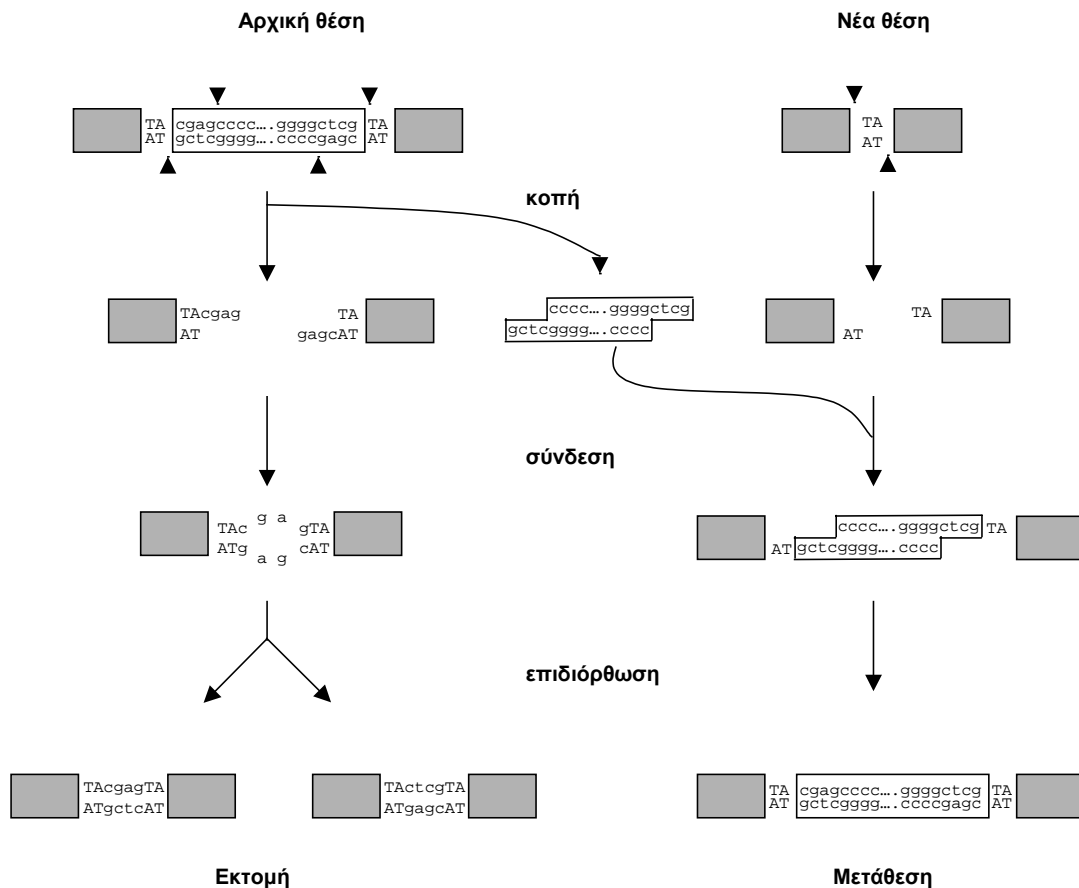 Αρχική θέση
Νέα θέση
TA cgagcccc….ggggctcg TA
AT gctcgggg….ccccgagc AT
TA
AT
κοπή
TAcgag
AT
TA
gagcAT
cccc….ggggctcg
gctcgggg….cccc
TA
AT
σύνδεση
TAc g a gTA
ATg a g cAT
cccc….ggggctcg TA
AT gctcgggg….cccc
επιδιόρθωση
TAcgagTA
ATgctcAT
TActcgTA
ATgagcAT
TA cgagcccc….ggggctcg TA
AT gctcgggg….ccccgagc AT
Εκτομή
Μετάθεση